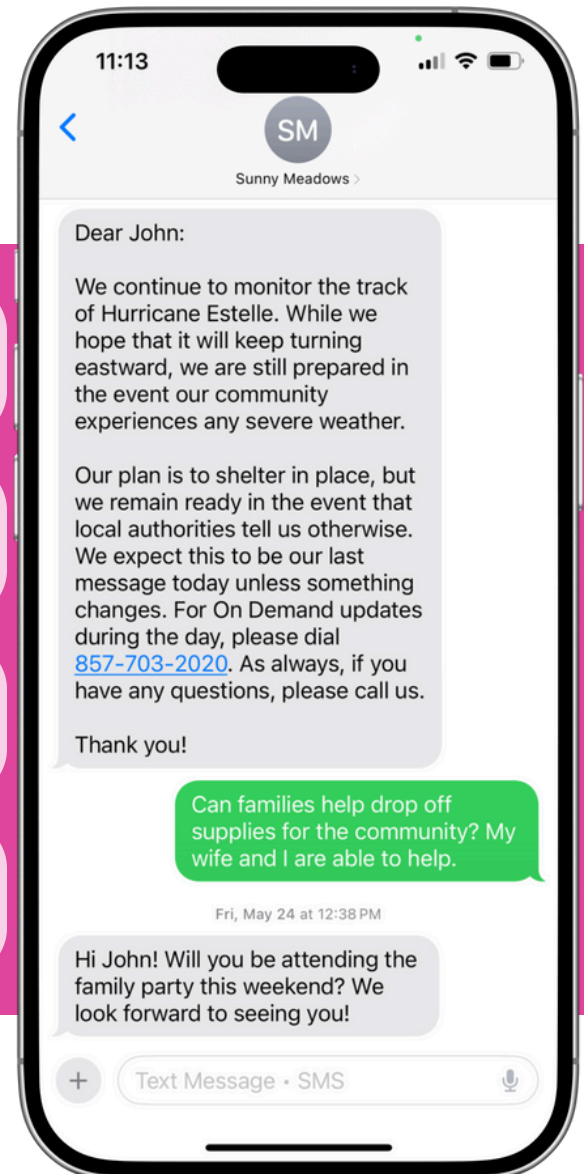 11:13
SM
Sunny Meadows
Dear John:
We continue to monitor the track
of Hurricane Estelle. While we
hope that it will keep turning
eastward, we are still prepared in
the event our community
experiences any severe weather.
Our plan is to shelter in place, but
we remain ready in the event that
local authorities tell us otherwise.
We expect this to be our last
message today unless something
changes. For On Demand updates
during the day, please dial
857-703-2020. As always, if you
have any questions, please call us.
Thank you!
Can families help drop off
supplies for the community? My
wife and I are able to help.
Fri, May 24 at 12:38 PM
Hi John! Will you be attending the
family party this weekend? We
look forward to seeing you!
Text Message • SMS